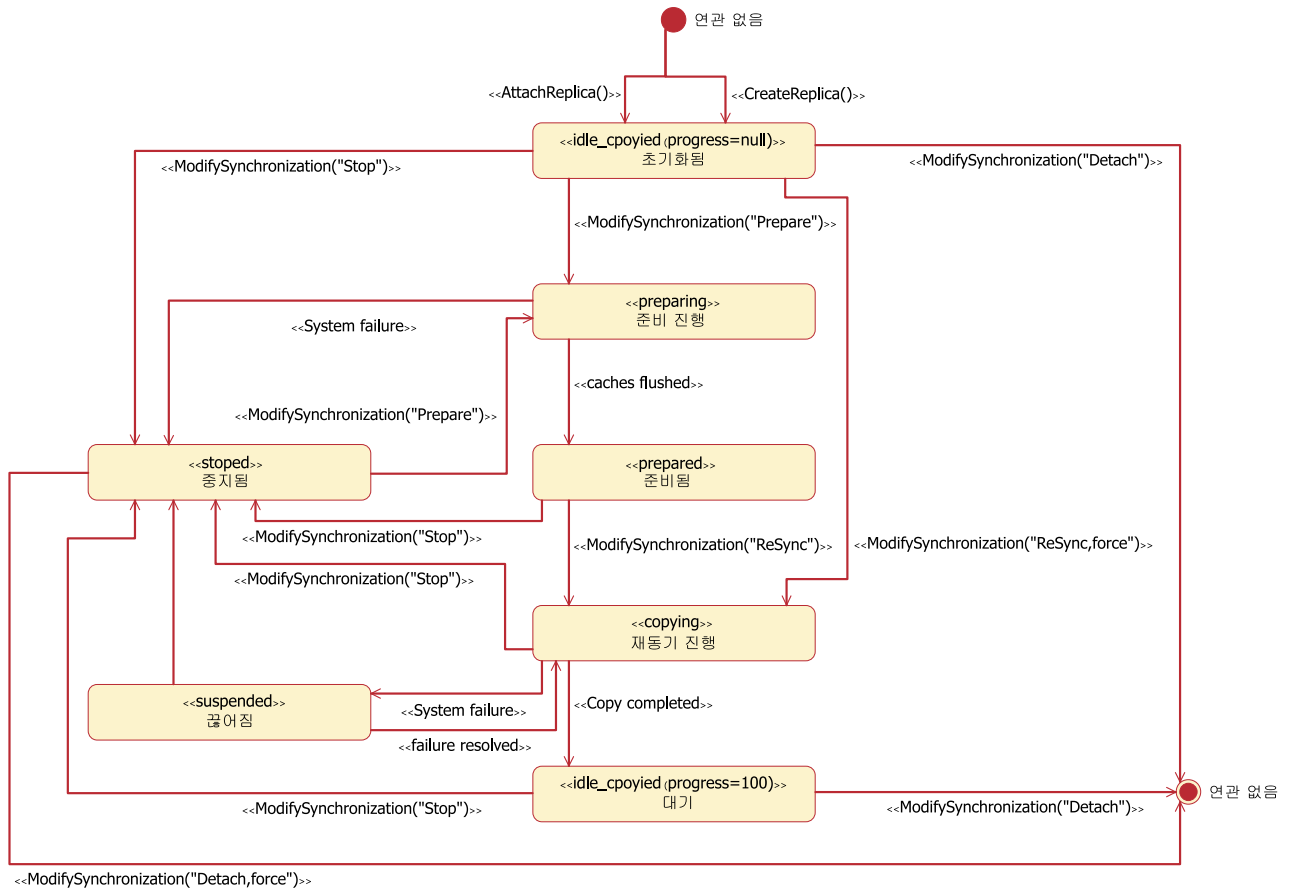 연관 없음
<<AttachReplica()>>
<<CreateReplica()>>
<<idle_cpoyied (progress=null)>>
초기화됨
<<ModifySynchronization("Stop")>>
<<ModifySynchronization("Detach")>>
<<ModifySynchronization("Prepare")>>
<<preparing>>
준비 진행
<<System failure>>
<<caches flushed>>
<<ModifySynchronization("Prepare")>>
<<stoped>>
중지됨
<<prepared>>
준비됨
<<ModifySynchronization("Stop")>>
<<ModifySynchronization("ReSync")>>
<<ModifySynchronization("ReSync,force")>>
<<ModifySynchronization("Stop")>>
<<copying>>
재동기 진행
<<suspended>>
끊어짐
<<System failure>>
<<Copy completed>>
<<failure resolved>>
<<idle_cpoyied (progress=100)>>
대기
<<ModifySynchronization("Stop")>>
<<ModifySynchronization("Detach")>>
연관 없음
<<ModifySynchronization("Detach,force")>>